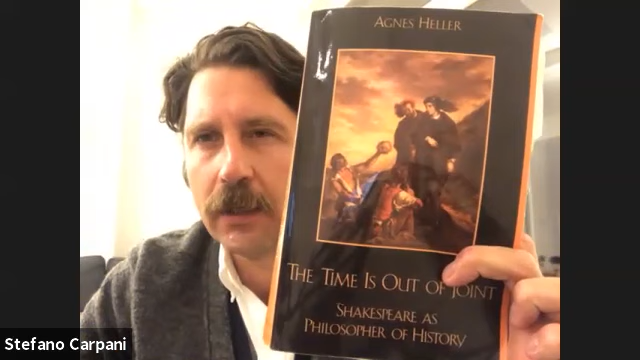 AGNES HELLER
THE TIME IS OUT OF JOINT
SHAKESPEARE AS
PHILOSOPHER OF HISTORY
Stefano Carpani